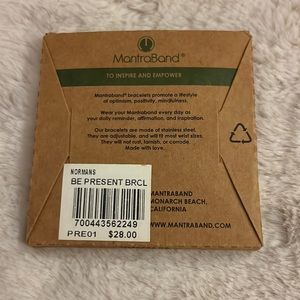 MantraBand®
TO INSPIRE AND EMPOWER
Mantraband® bracelets promote a lifestyle
of optimism, positivity, mindfulness.
Wear your Mantraband every day as
your daily reminder, affirmation, and inspiration.
Our bracelets are made of stainless steel.
They are adjustable, and will fit most wrist sizes.
They will not rust, tarnish, or corrode.
Made with love.
MANTRABAND
MONARCH BEACH,
CALIFORNIA
WWW.MANTRABAND.COM
NORMANS
BE PRESENT BRCL
700443562249
PRE01 $28.00